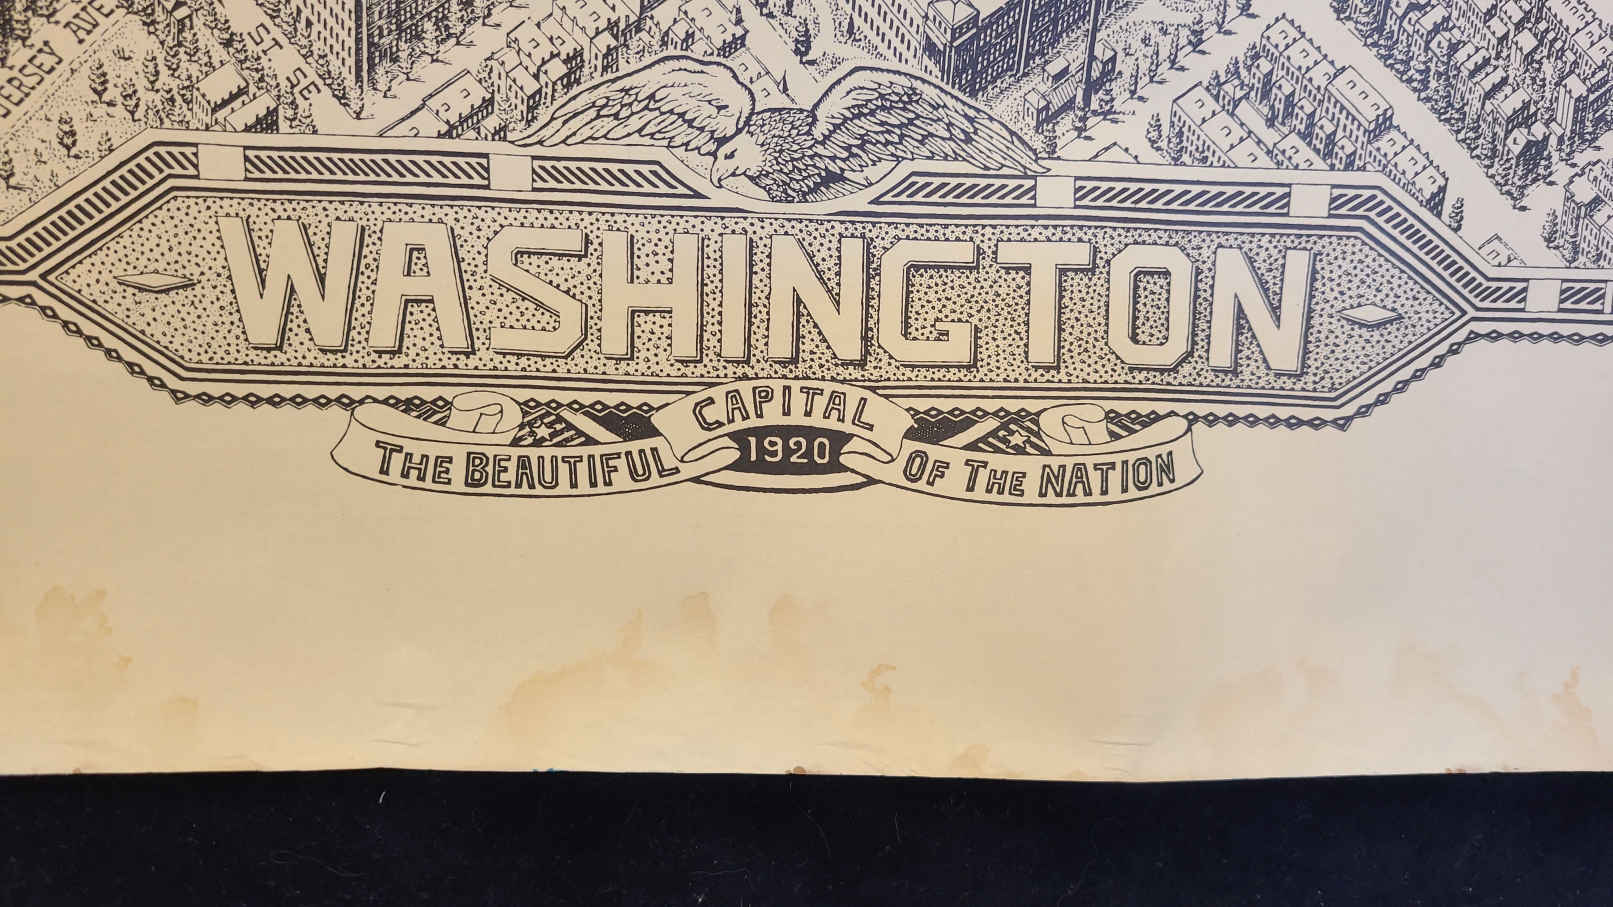 JERSEY AVE
ST SE
WASHINGTON
THE BEAUTIFUL CAPITAL OF THE NATION
1920